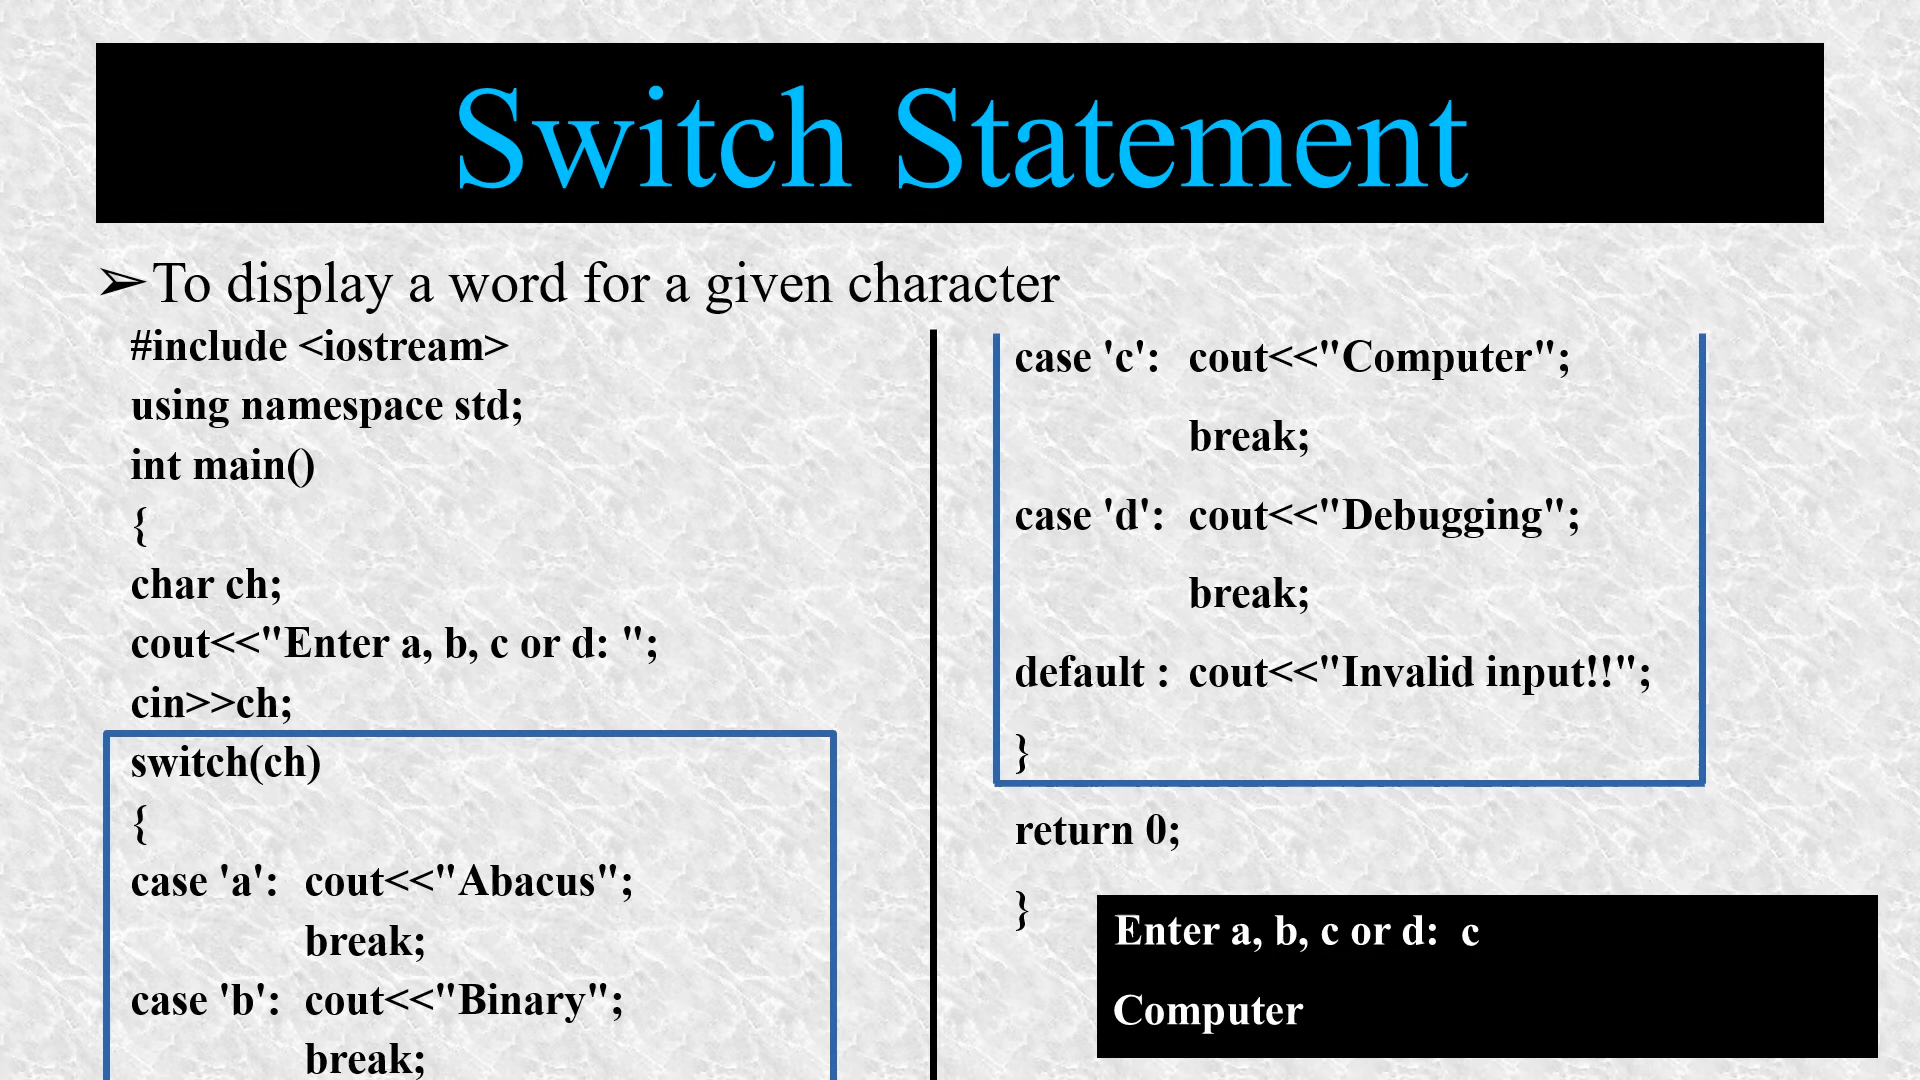 Switch Statement
➢To display a word for a given character
#include <iostream>
using namespace std;
int main()
{
char ch;
cout<<"Enter a, b, c or d: ";
cin>>ch;
switch(ch)
{
case 'a': cout<<"Abacus";
break;
case 'b': cout<<"Binary";
break;
case 'c': cout<<"Computer";
break;
case 'd': cout<<"Debugging";
break;
default : cout<<"Invalid input!!";
}
return 0;
}
Enter a, b, c or d: c
Computer